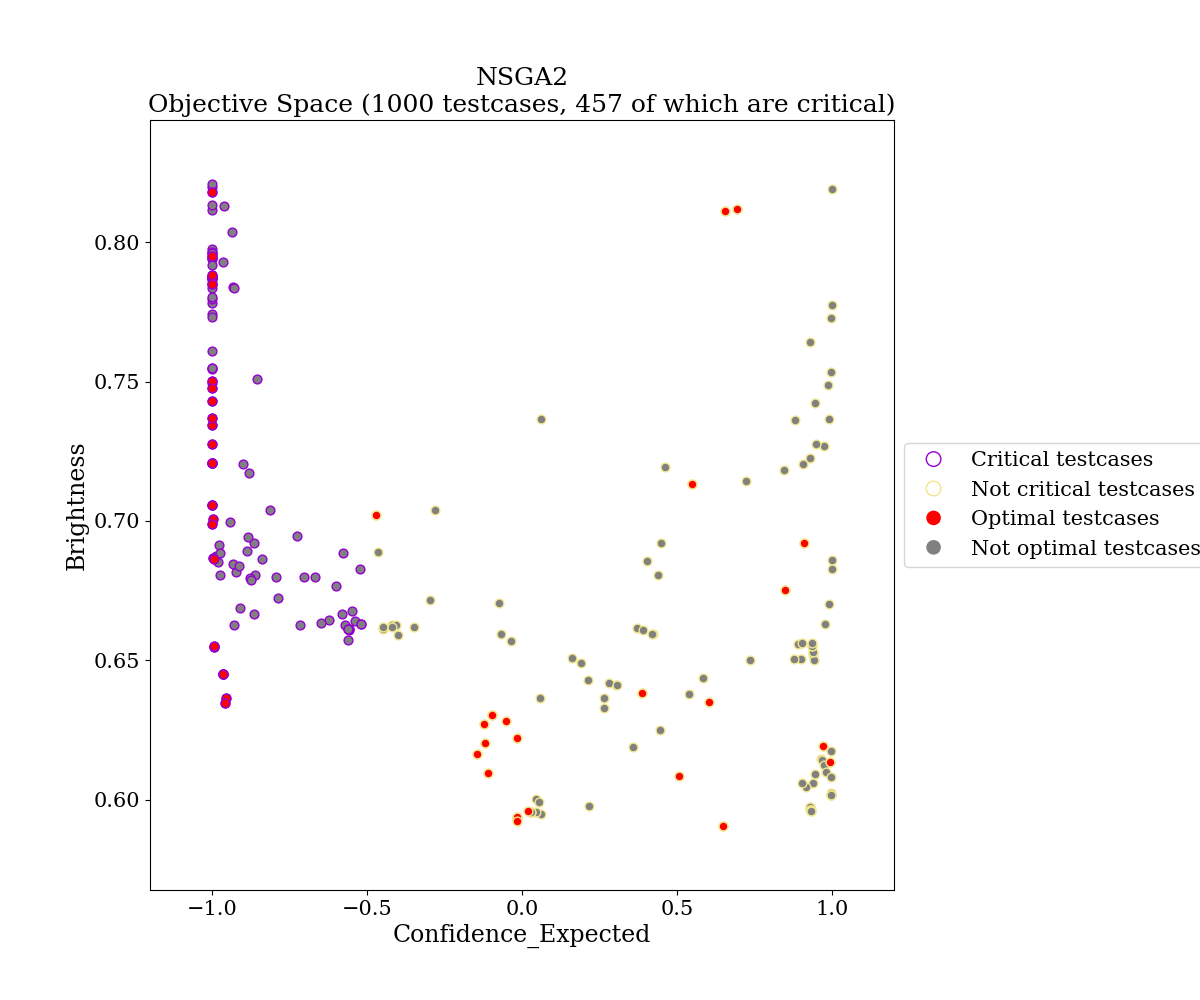 NSGA2
Objective Space (1000 testcases, 457 of which are critical)
0.80
0.75
0.70
0.65
0.60
Brightness
−1.0
−0.5
0.0
0.5
1.0
Confidence_Expected
Critical testcases
Not critical testcases
Optimal testcases
Not optimal testcases